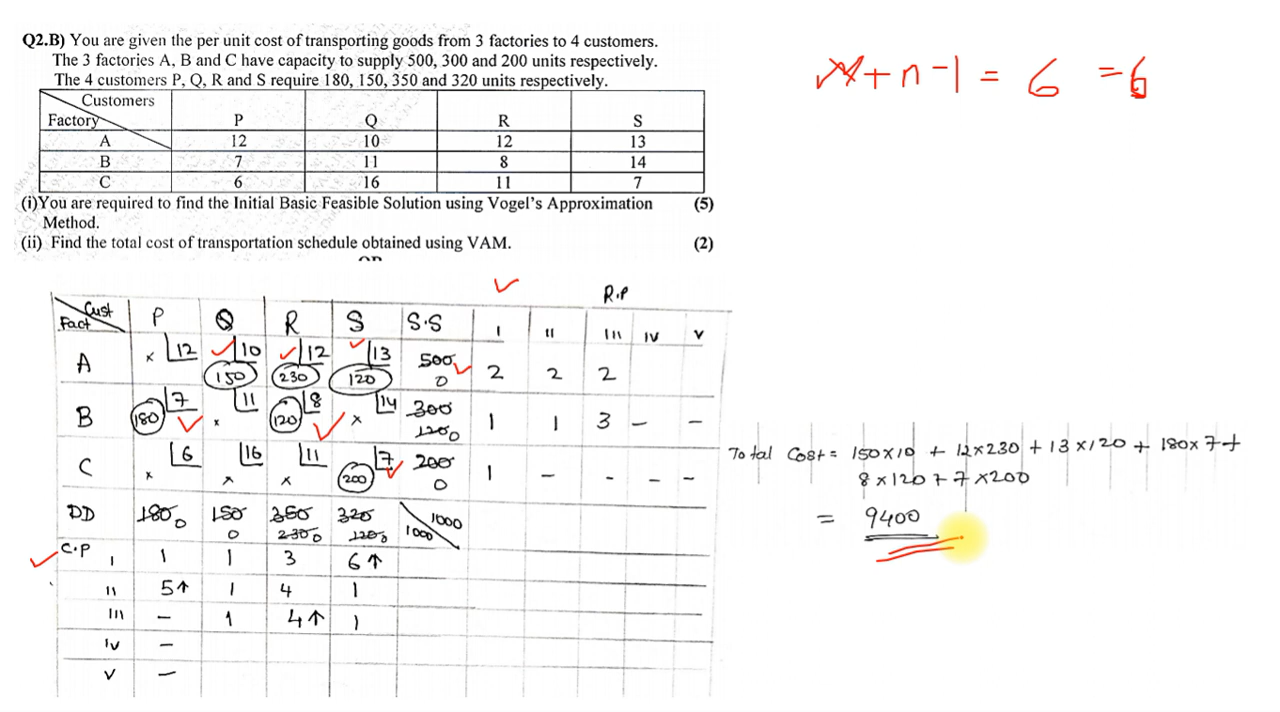 Q2.B) You are given the per unit cost of transporting goods from 3 factories to 4 customers.
The 3 factories A, B and C have capacity to supply 500, 300 and 200 units respectively.
The 4 customers P, Q, R and S require 180, 150, 350 and 320 units respectively.
Customers
Factory P Q R S
A 12 10 12 13
B 7 11 8 14
C 6 16 11 7
(i)You are required to find the Initial Basic Feasible Solution using Vogel's Approximation (5)
Method.
(ii) Find the total cost of transportation schedule obtained using VAM. (2)
m+n-1 = 6 = 6
R.P
Cust
Fact P Q R S S.S I II III IV V
A × 12 10 12 13 500 2 2 2
150 230 120 0
B 180 7 × 11 120 8 × 14 300 1 1 3 – –
120 0
C × 6 × 16 × 11 200 7 200 1 – - – –
0
DD 180 0 150 350 320 1000
0 230 0 120 0 1000
C.P I 1 1 3 6↑
II 5↑ 1 4 1
III – 1 4↑ 1
IV –
V –
Total Cost = 150×10 + 12×230 + 13×120 + 180×7+
8×120+7×200
= 9400